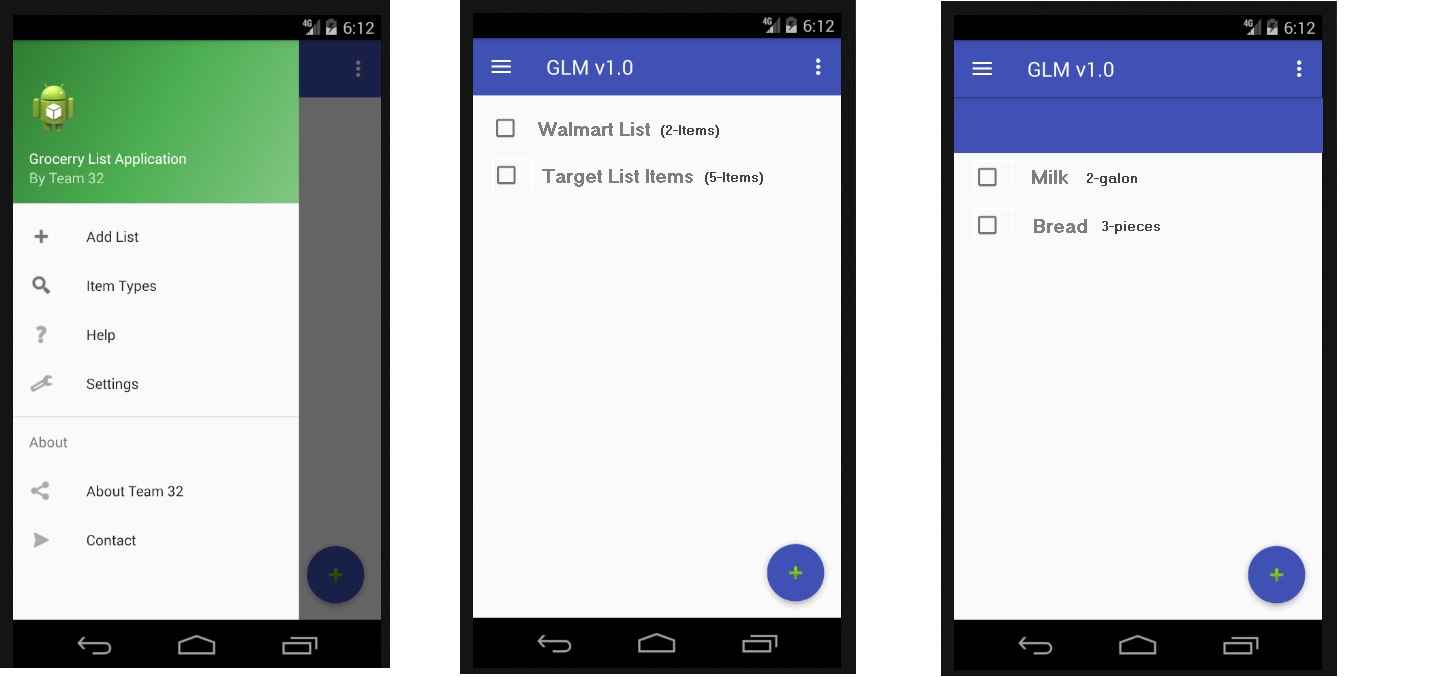 4G 6:12
Grocerry List Application
By Team 32
+ Add List
Item Types
? Help
Settings
About
About Team 32
Contact
+
4G 6:12
GLM v1.0
Walmart List (2-Items)
Target List Items (5-Items)
+
4G 6:12
GLM v1.0
Milk 2-galon
Bread 3-pieces
+